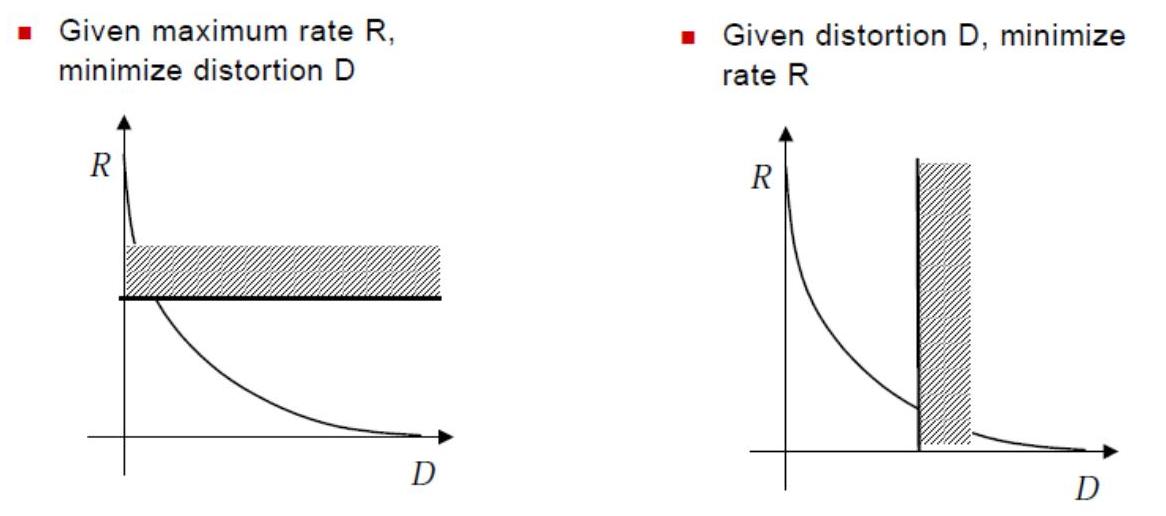 Given maximum rate R,
minimize distortion D
R
D
Given distortion D, minimize
rate R
R
D